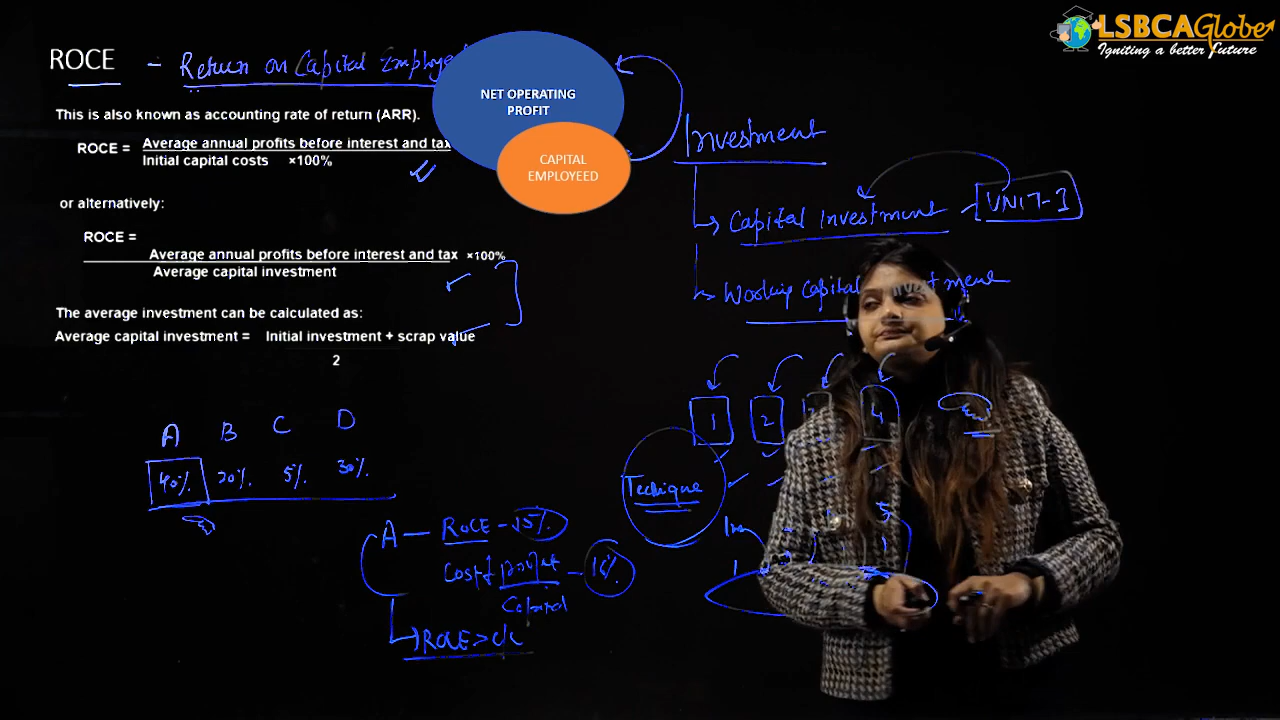 LSBCAGlobe
Igniting a better Future
ROCE - Return on Capital Employe
This is also known as accounting rate of return (ARR).
ROCE = Average annual profits before interest and tax
Initial capital costs ×100%
or alternatively:
ROCE =
Average annual profits before interest and tax ×100%
Average capital investment
The average investment can be calculated as:
Average capital investment = Initial investment + scrap value
2
NET OPERATING
PROFIT
CAPITAL
EMPLOYEED
Investment
Capital Investment - UNIT-1
Working Capital
1 2 4
Technique
A B C D
40% 20% 5% 30%
A - ROCE - 15%
Cost of project -
Capital
ROCE >